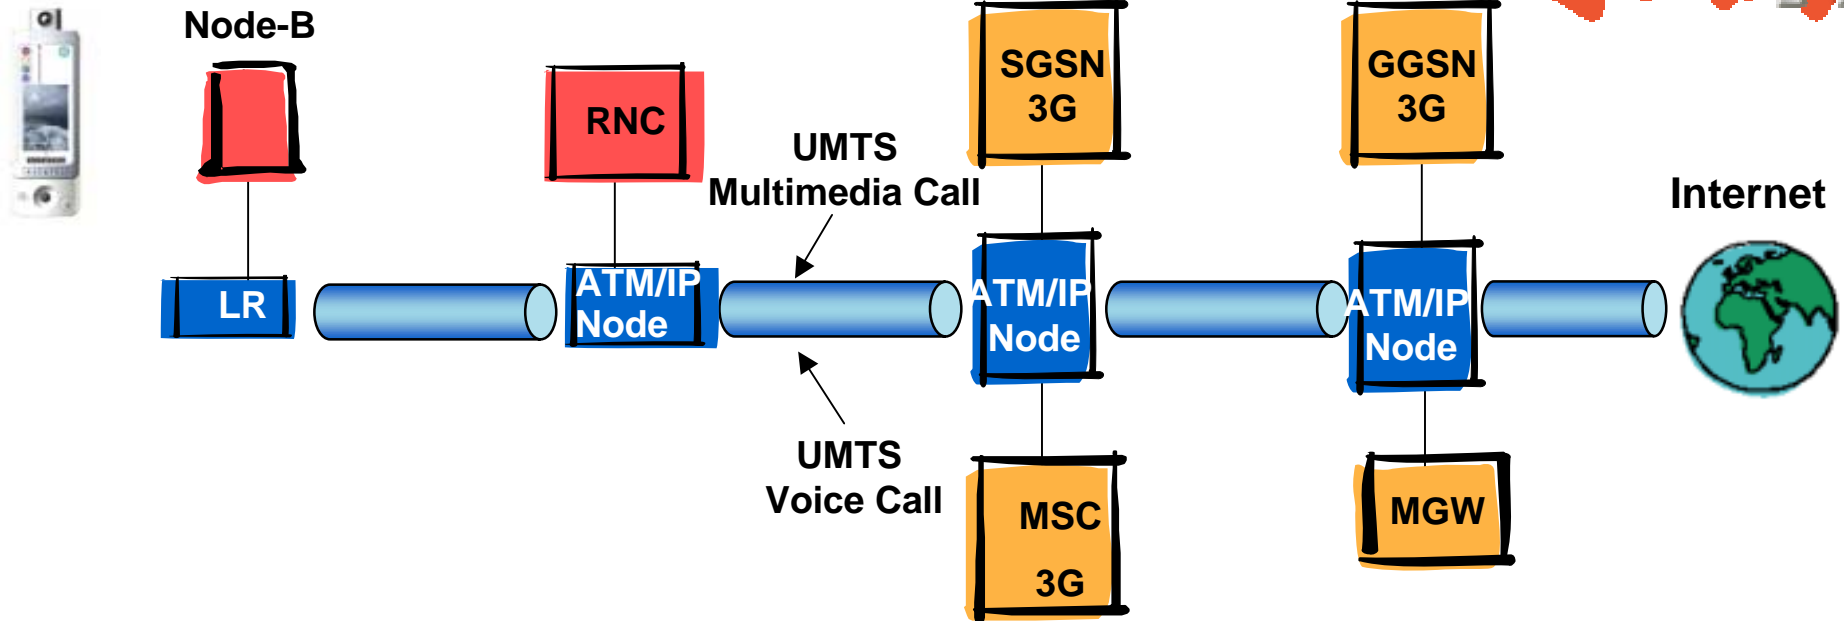 Node-B
RNC
SGSN
3G
GGSN
3G
UMTS
Multimedia Call
Internet
LR
ATM/IP
Node
ATM/IP
Node
ATM/IP
Node
UMTS
Voice Call
MSC
3G
MGW